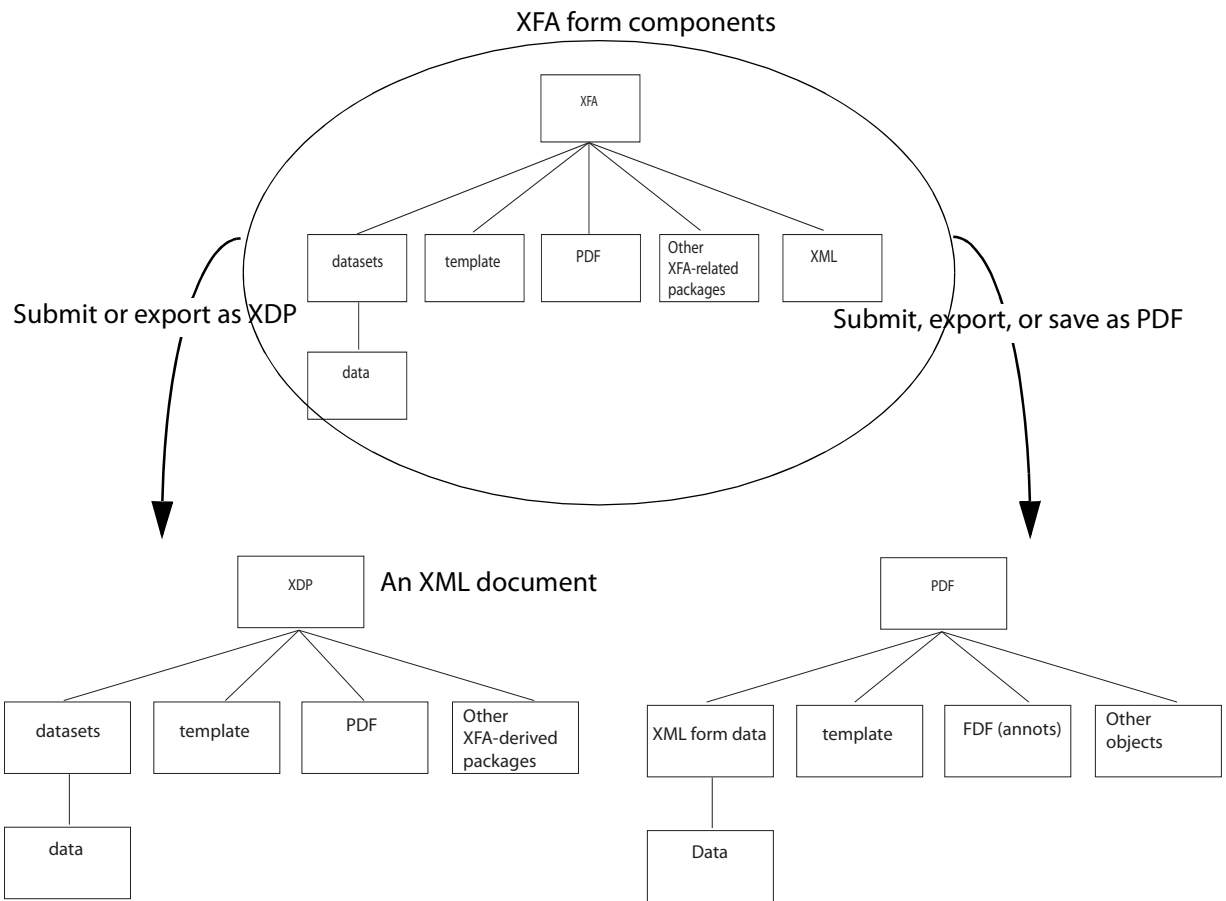 XFA form components
XFA
datasets
template
PDF
Other
XFA-related
packages
XML
Submit or export as XDP
Submit, export, or save as PDF
data
XDP
An XML document
PDF
datasets
template
PDF
Other
XFA-derived
packages
XML form data
template
FDF (annots)
Other
objects
data
Data